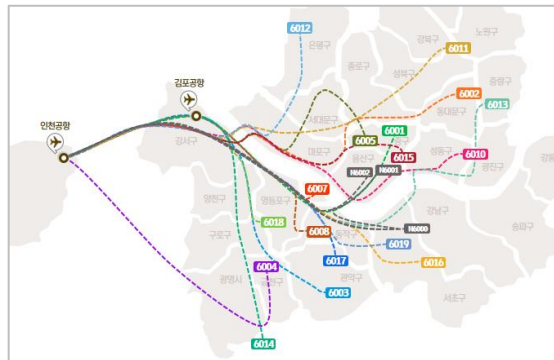 6012
노원구
강북구
6011
은평구
성북구
종로구
중랑구
김포공항
6002
6013
서대문구
동대문구
인천공항
강서구
마포구
6005
6001
중구
6015
성동구
6010
용산구
N6002
N6001
광진구
강동구
양천구
영등포구
6007
강남구
송파구
구로구
6018
6008
동작구
N6000
6019
6017
6016
광명시
6004
금천구
관악구
6003
서초구
6014